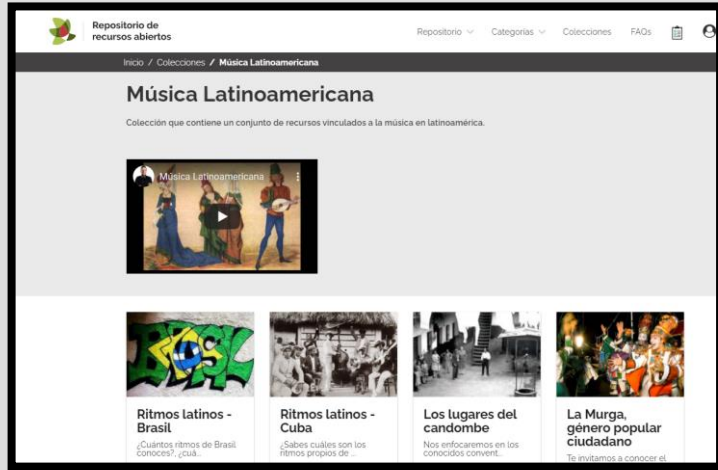 Repositorio de
recursos abiertos
Repositorio Categorías Colecciones FAQs
Inicio / Colecciones / Música Latinoamericana
Música Latinoamericana
Colección que contiene un conjunto de recursos vinculados a la música en latinoamérica.
Música Latinoamericana
BRASIL
Ritmos latinos -
Brasil
¿Cuántos ritmos de Brasil
conoces?, ¿cuá...
Ritmos latinos -
Cuba
¿Sabes cuáles son los
ritmos propios de ...
Los lugares del
candombe
Nos enfocaremos en los
conocidos convent...
La Murga,
género popular
ciudadano
Te invitamos a conocer el